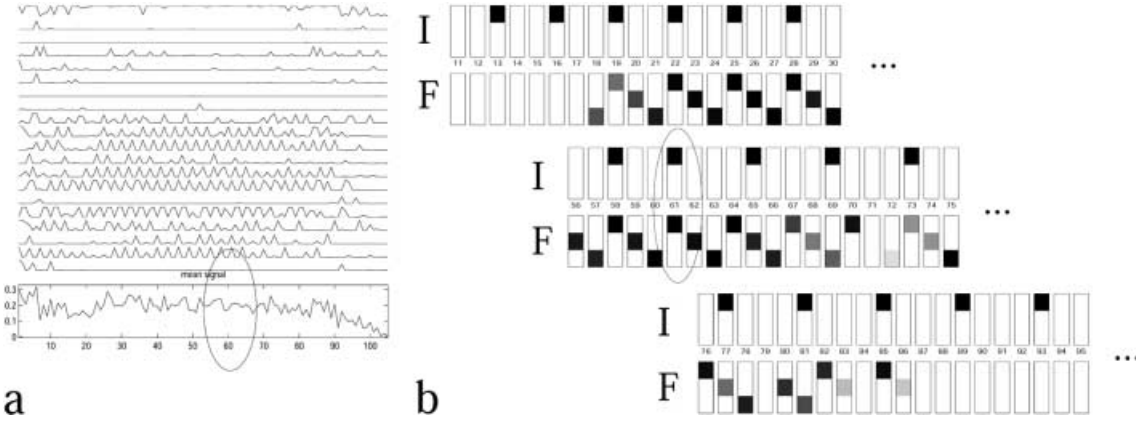 mean signal
0.3
0.2
0.1
0
10 20 30 40 50 60 70 80 90 100
a
I
11 12 13 14 15 16 17 18 19 20 21 22 23 24 25 26 27 28 29 30
...
F
I
56 57 58 59 60 61 62 63 64 65 66 67 68 69 70 71 72 73 74 75
...
F
I
76 77 78 79 80 81 82 83 84 85 86 87 88 89 90 91 92 93 94 95
...
F
b